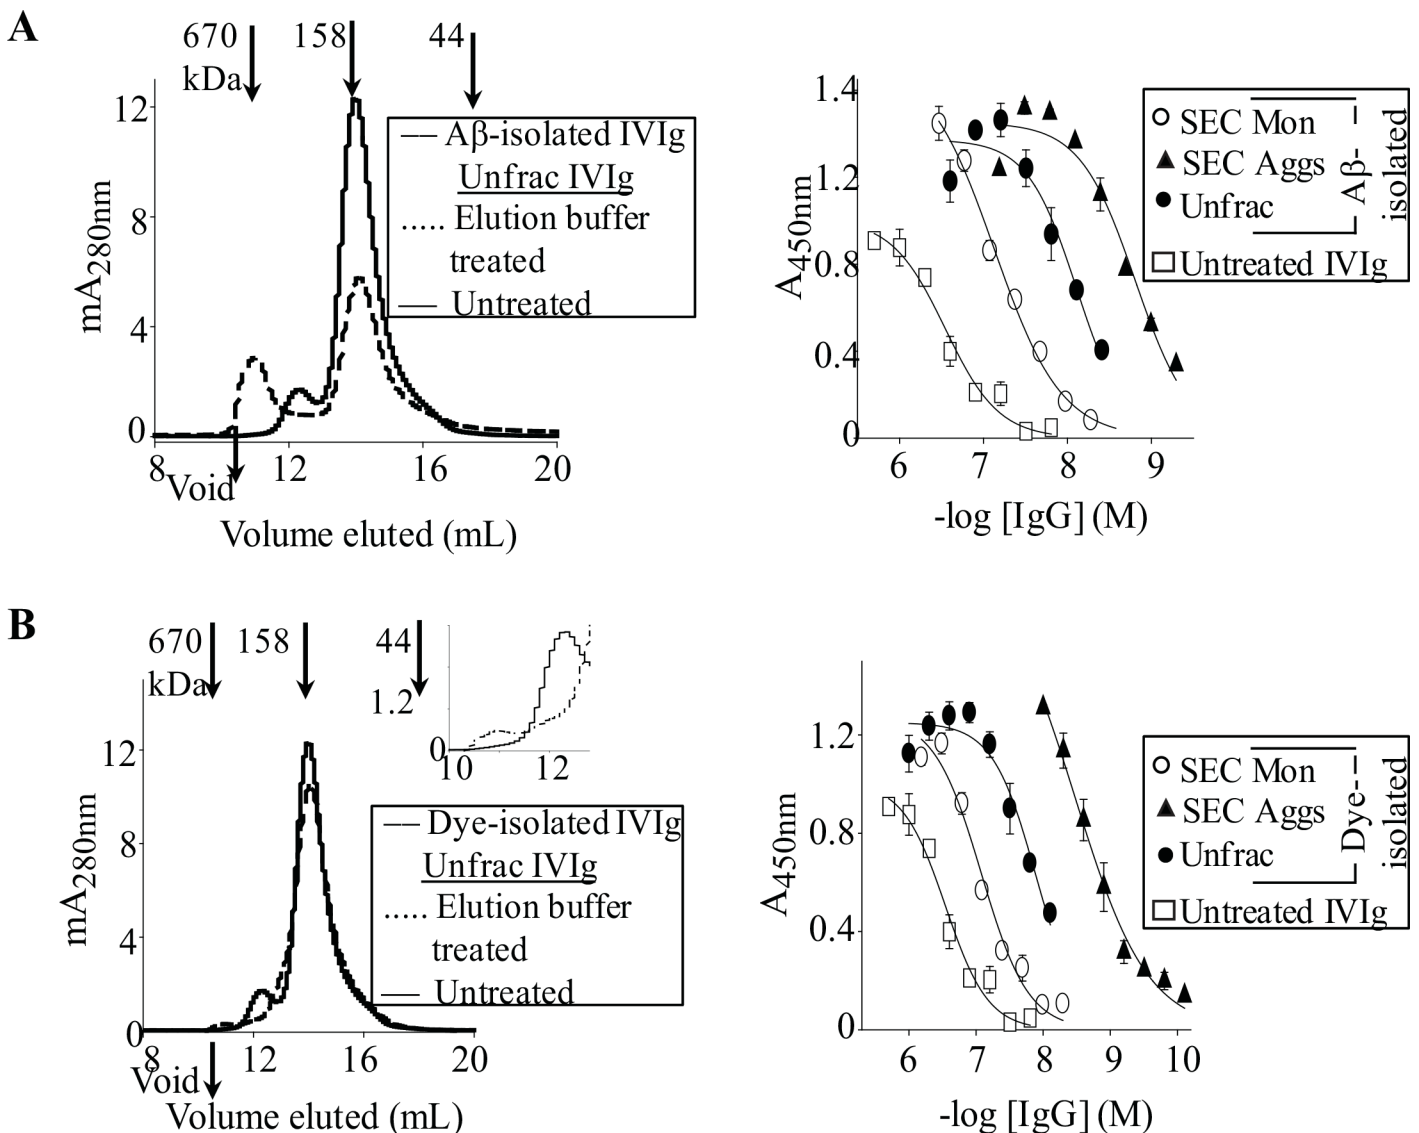 A
670 158 44
kDa
12
8
4
0
mA280nm
— Aβ-isolated IVIg
Unfrac IVIg
..... Elution buffer
treated
— Untreated
8 12 16 20
Void
Volume eluted (mL)
1.4
1.2
0.8
0.4
0
A450nm
6 7 8 9
-log [IgG] (M)
SEC Mon
SEC Aggs
Unfrac
Untreated IVIg
Aβ-
isolated
B
670 158 44
kDa
12
8
4
0
mA280nm
1.2
0
10 12
— Dye-isolated IVIg
Unfrac IVIg
..... Elution buffer
treated
— Untreated
8 12 16 20
Void
Volume eluted (mL)
1.2
0.8
0.4
0
A450nm
6 7 8 9 10
-log [IgG] (M)
SEC Mon
SEC Aggs
Unfrac
Untreated IVIg
Dye-
isolated